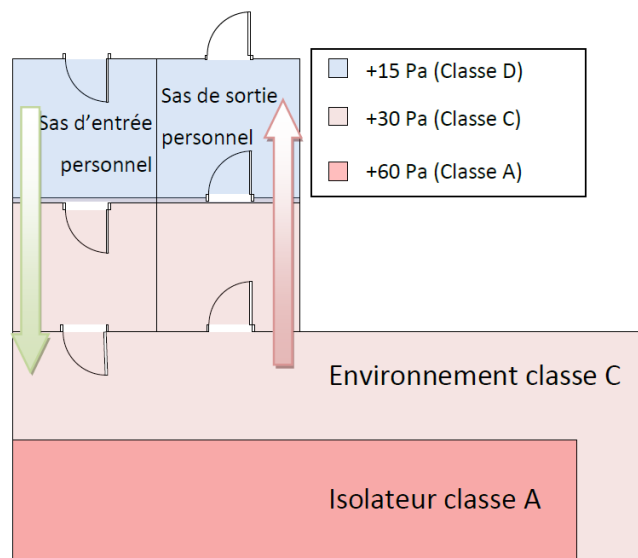 Sas d’entrée
personnel
Sas de sortie
personnel
+15 Pa (Classe D)
+30 Pa (Classe C)
+60 Pa (Classe A)
Environnement classe C
Isolateur classe A